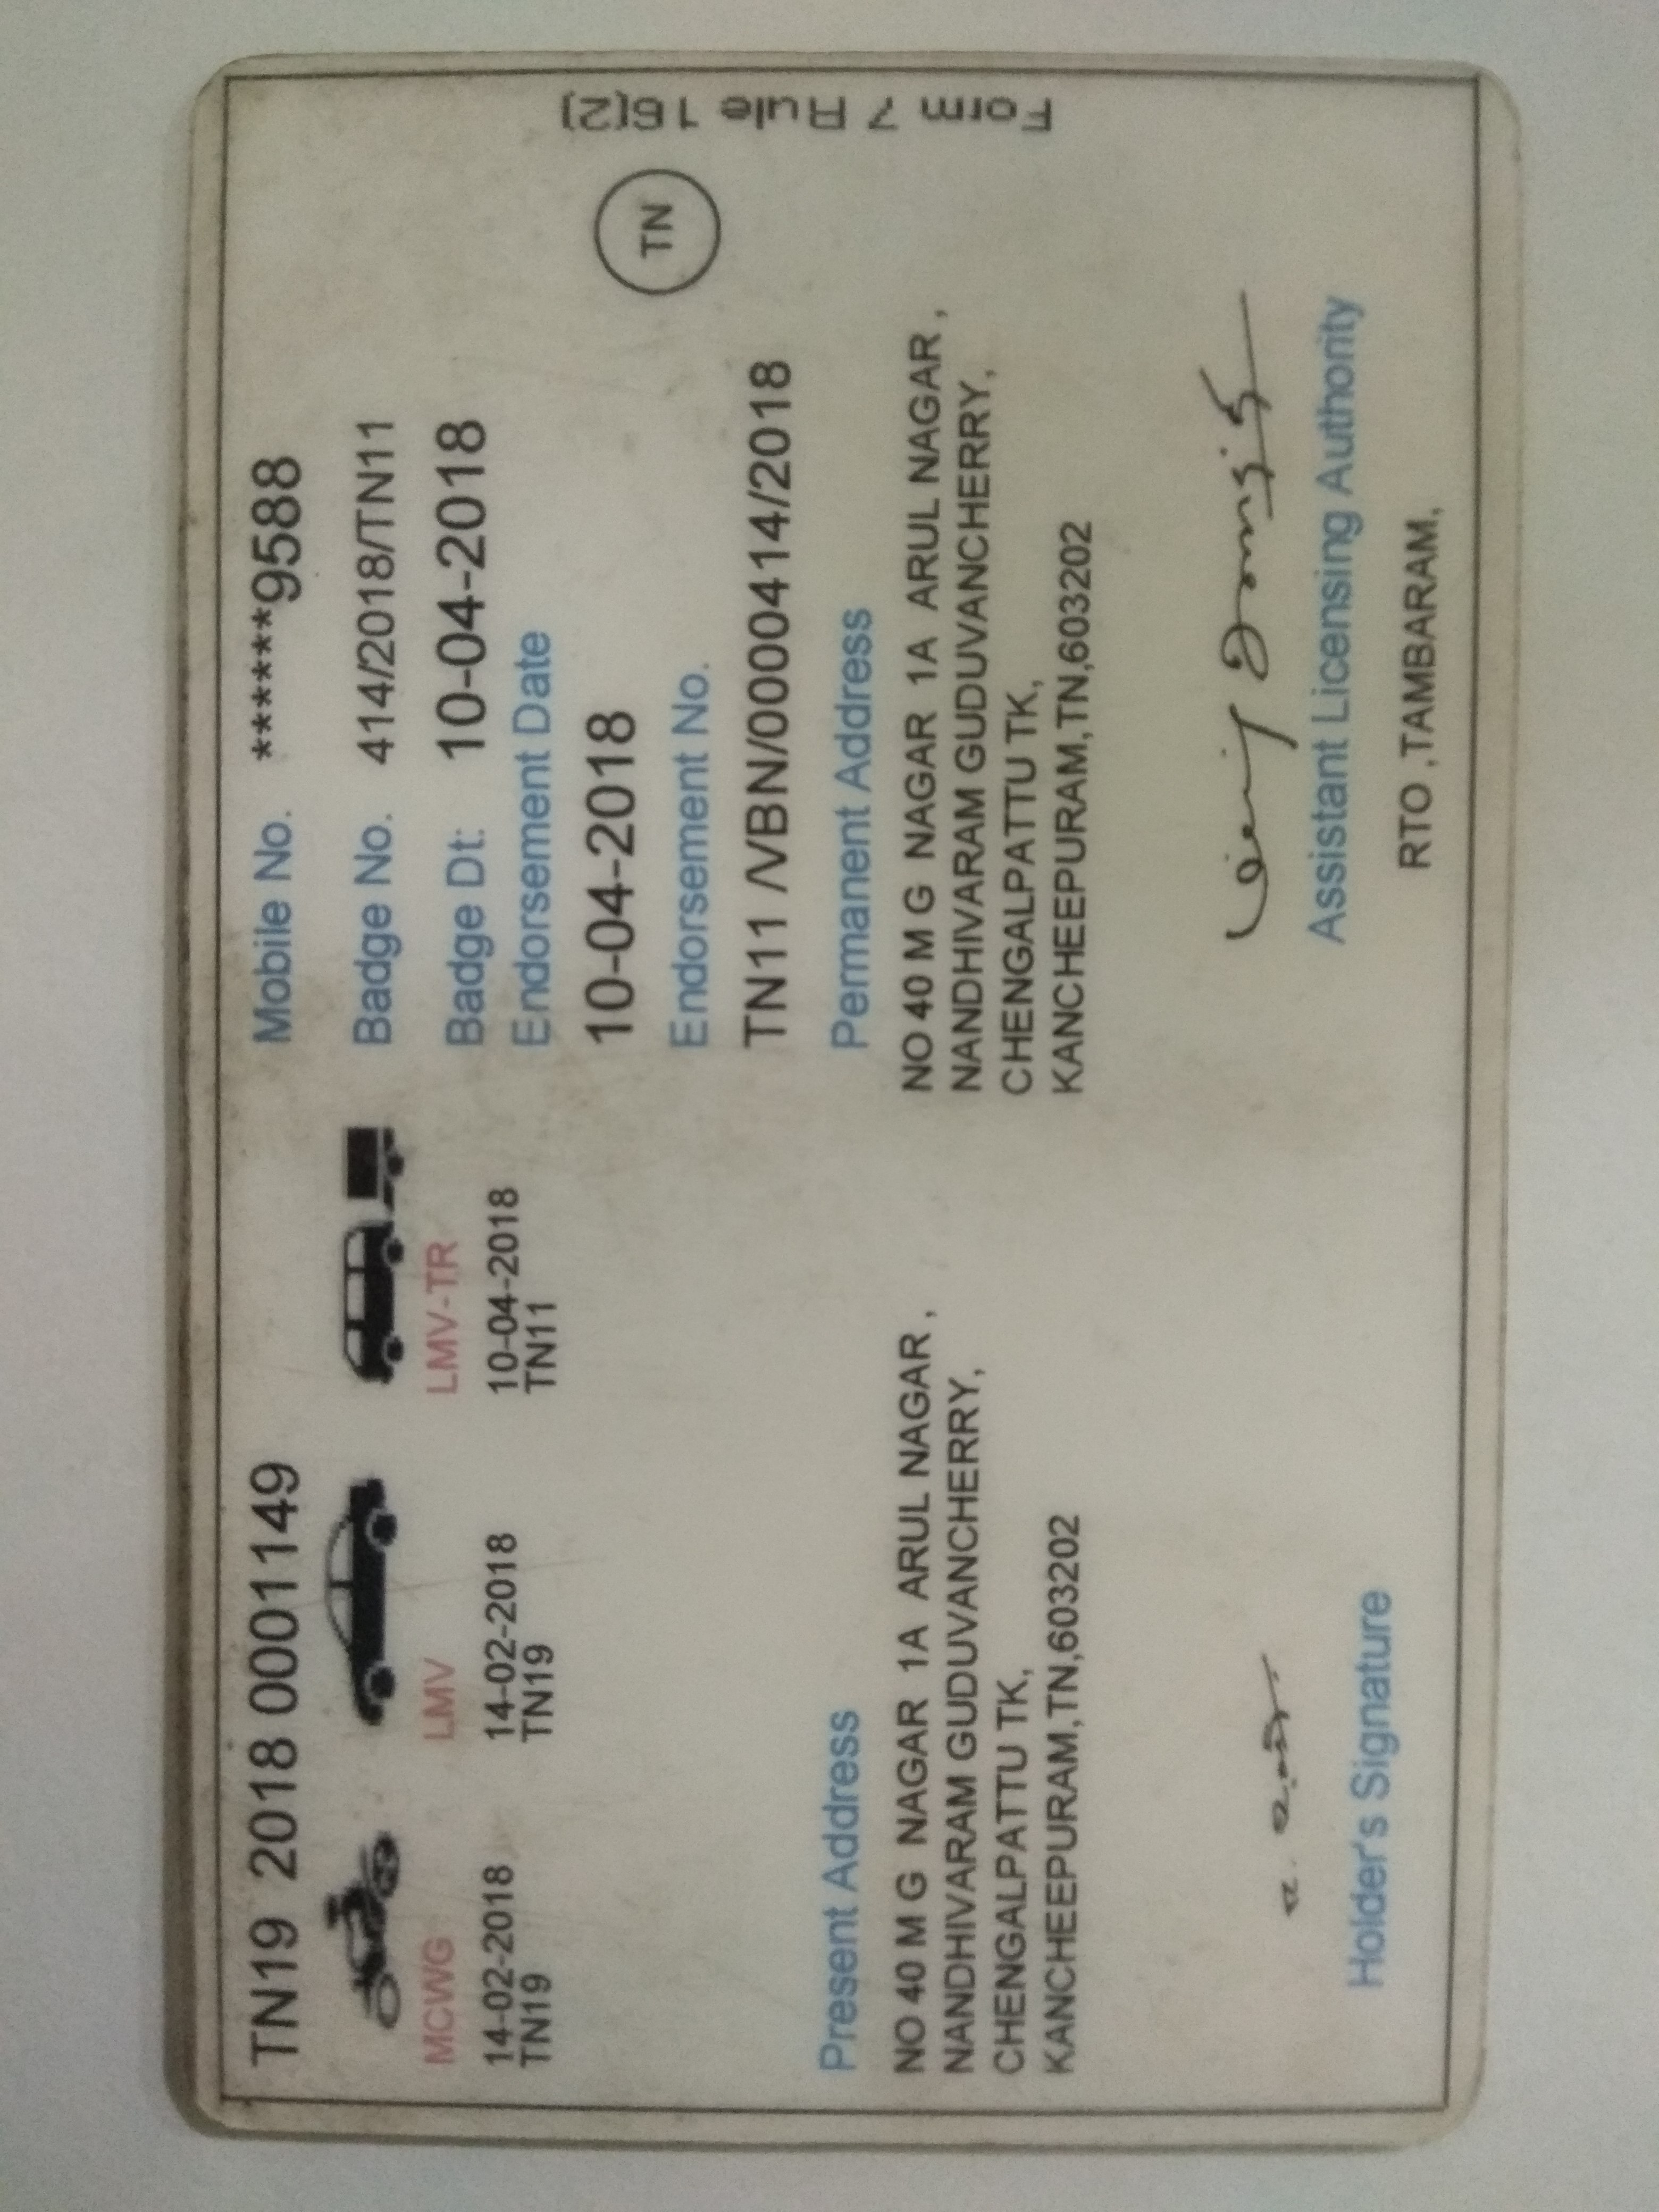 TN19 2018 0001149
MCWG
14-02-2018
TN19
LMV
14-02-2018
TN19
LMV-TR
10-04-2018
TN11
Mobile No. ******9588
Badge No. 414/2018/TN11
Badge Dt: 10-04-2018
Endorsement Date
10-04-2018
TN
Endorsement No.
TN11 /VBN/0000414/2018
Form 7 Rule 16(2)
Present Address
NO 40 M G NAGAR 1A ARUL NAGAR ,
NANDHIVARAM GUDUVANCHERRY,
CHENGALPATTU TK,
KANCHEEPURAM,TN,603202
Permanent Address
NO 40 M G NAGAR 1A ARUL NAGAR ,
NANDHIVARAM GUDUVANCHERRY,
CHENGALPATTU TK,
KANCHEEPURAM,TN,603202
Holder's Signature
Assistant Licensing Authority
RTO ,TAMBARAM,